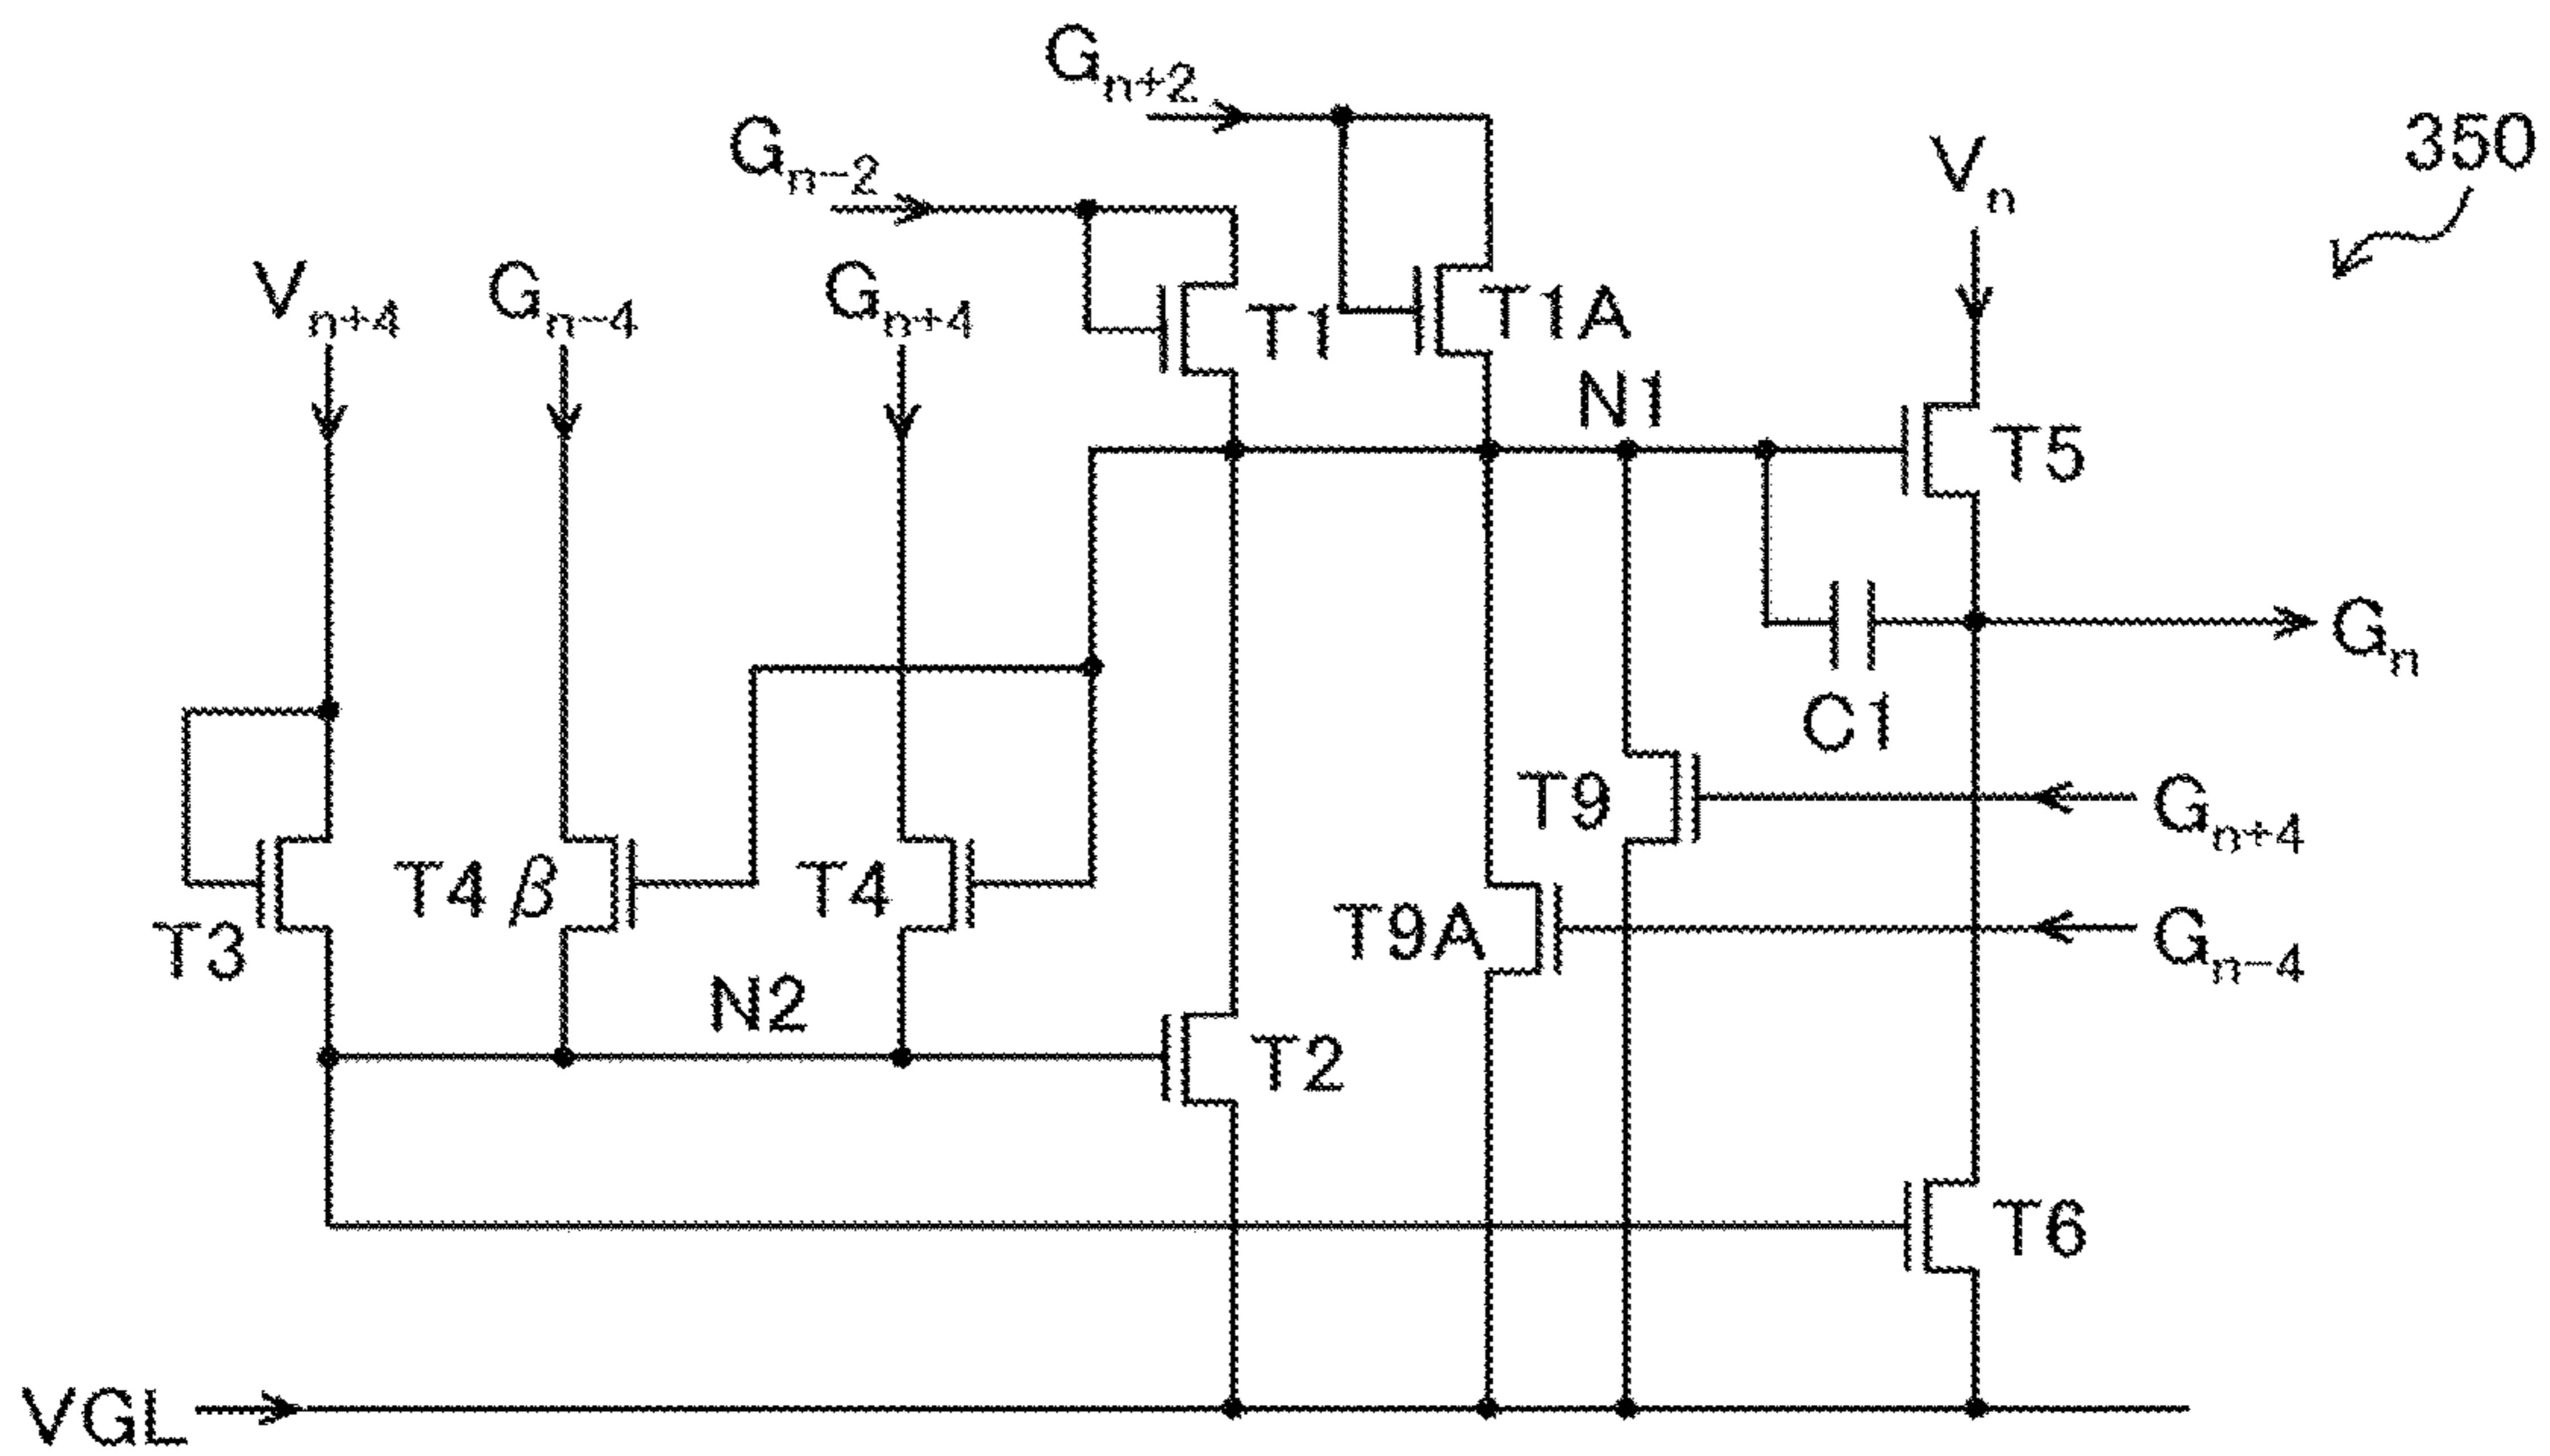 Gn+2
Gn−2
Vn
350
Vn+4
Gn−4
Gn+4
T1
T1A
N1
T5
Gn
C1
T9
Gn+4
T3
T4β
T4
T9A
Gn−4
N2
T2
T6
VGL